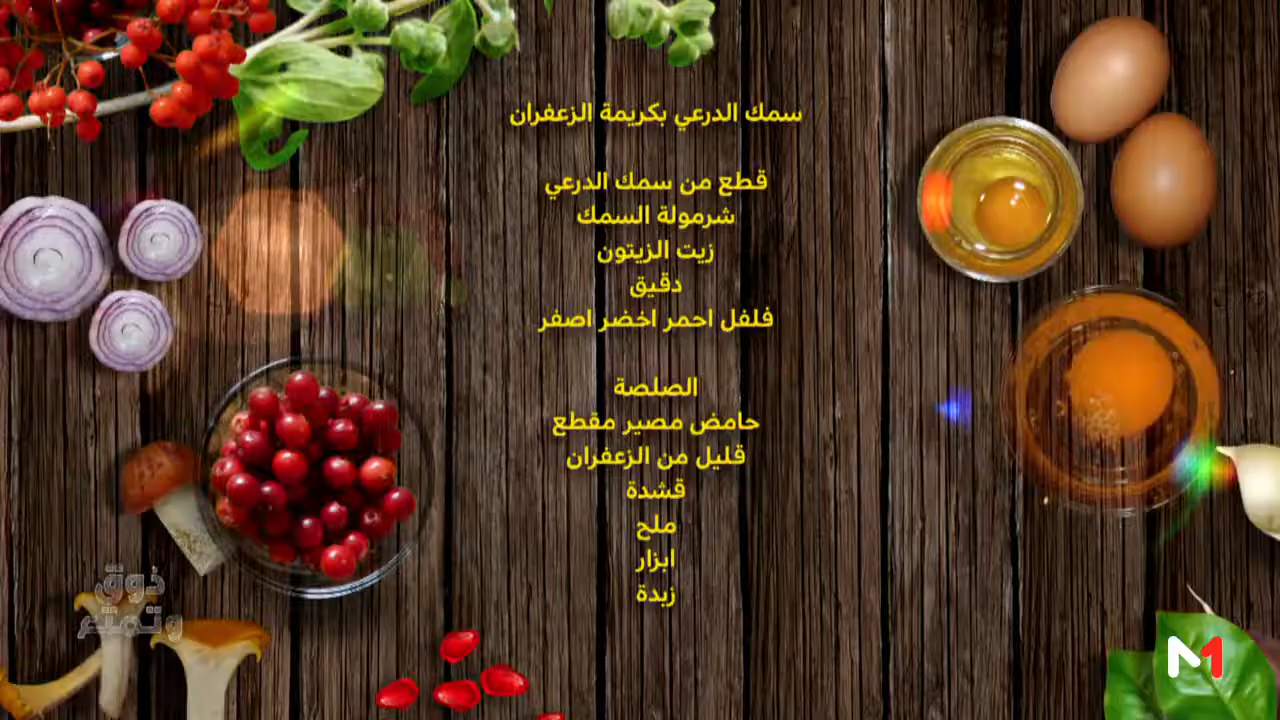 سمك الدرعي بكريمة الزعفران
قطع من سمك الدرعي
شرمولة السمك
زيت الزيتون
دقيق
فلفل احمر اخضر اصفر
الصلصة
حامض مصير مقطع
قليل من الزعفران
قشدة
ملح
ابزار
زبدة
ذوق
وتمتع
M1